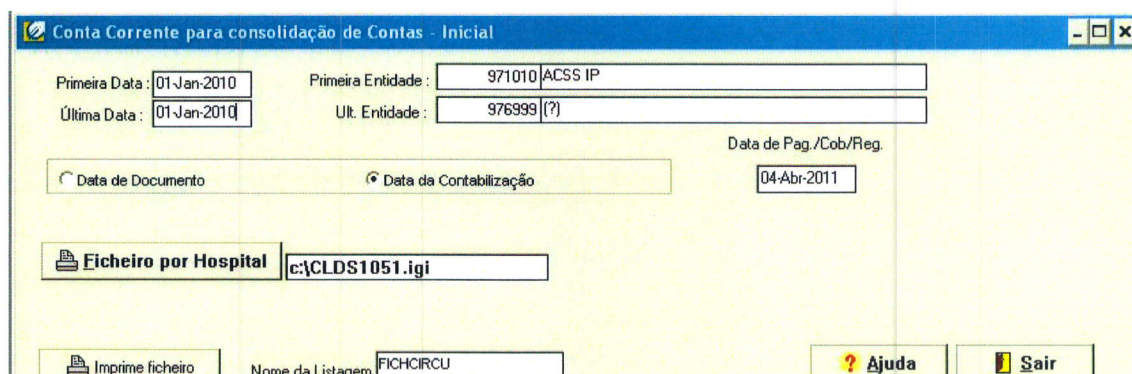 Conta Corrente para consolidação de Contas - Inicial
Primeira Data : 01-Jan-2010 Primeira Entidade : 971010 ACSS IP
Última Data : 01-Jan-2010 Ult. Entidade : 976999 (?)
Data de Pag./Cob/Reg.
Data de Documento Data da Contabilização 04-Abr-2011
Ficheiro por Hospital c:\CLDS1051.igi
Imprime ficheiro Nome da Listagem FICHCIRCU ? Ajuda Sair